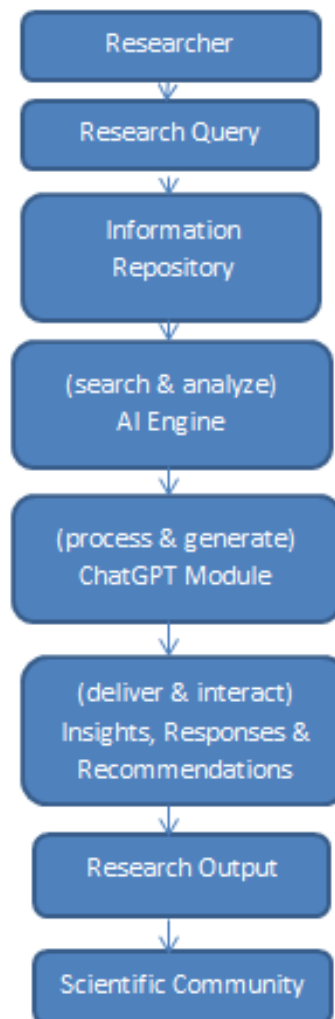 Researcher
Research Query
Information
Repository
(search & analyze)
AI Engine
(process & generate)
ChatGPT Module
(deliver & interact)
Insights, Responses &
Recommendations
Research Output
Scientific Community